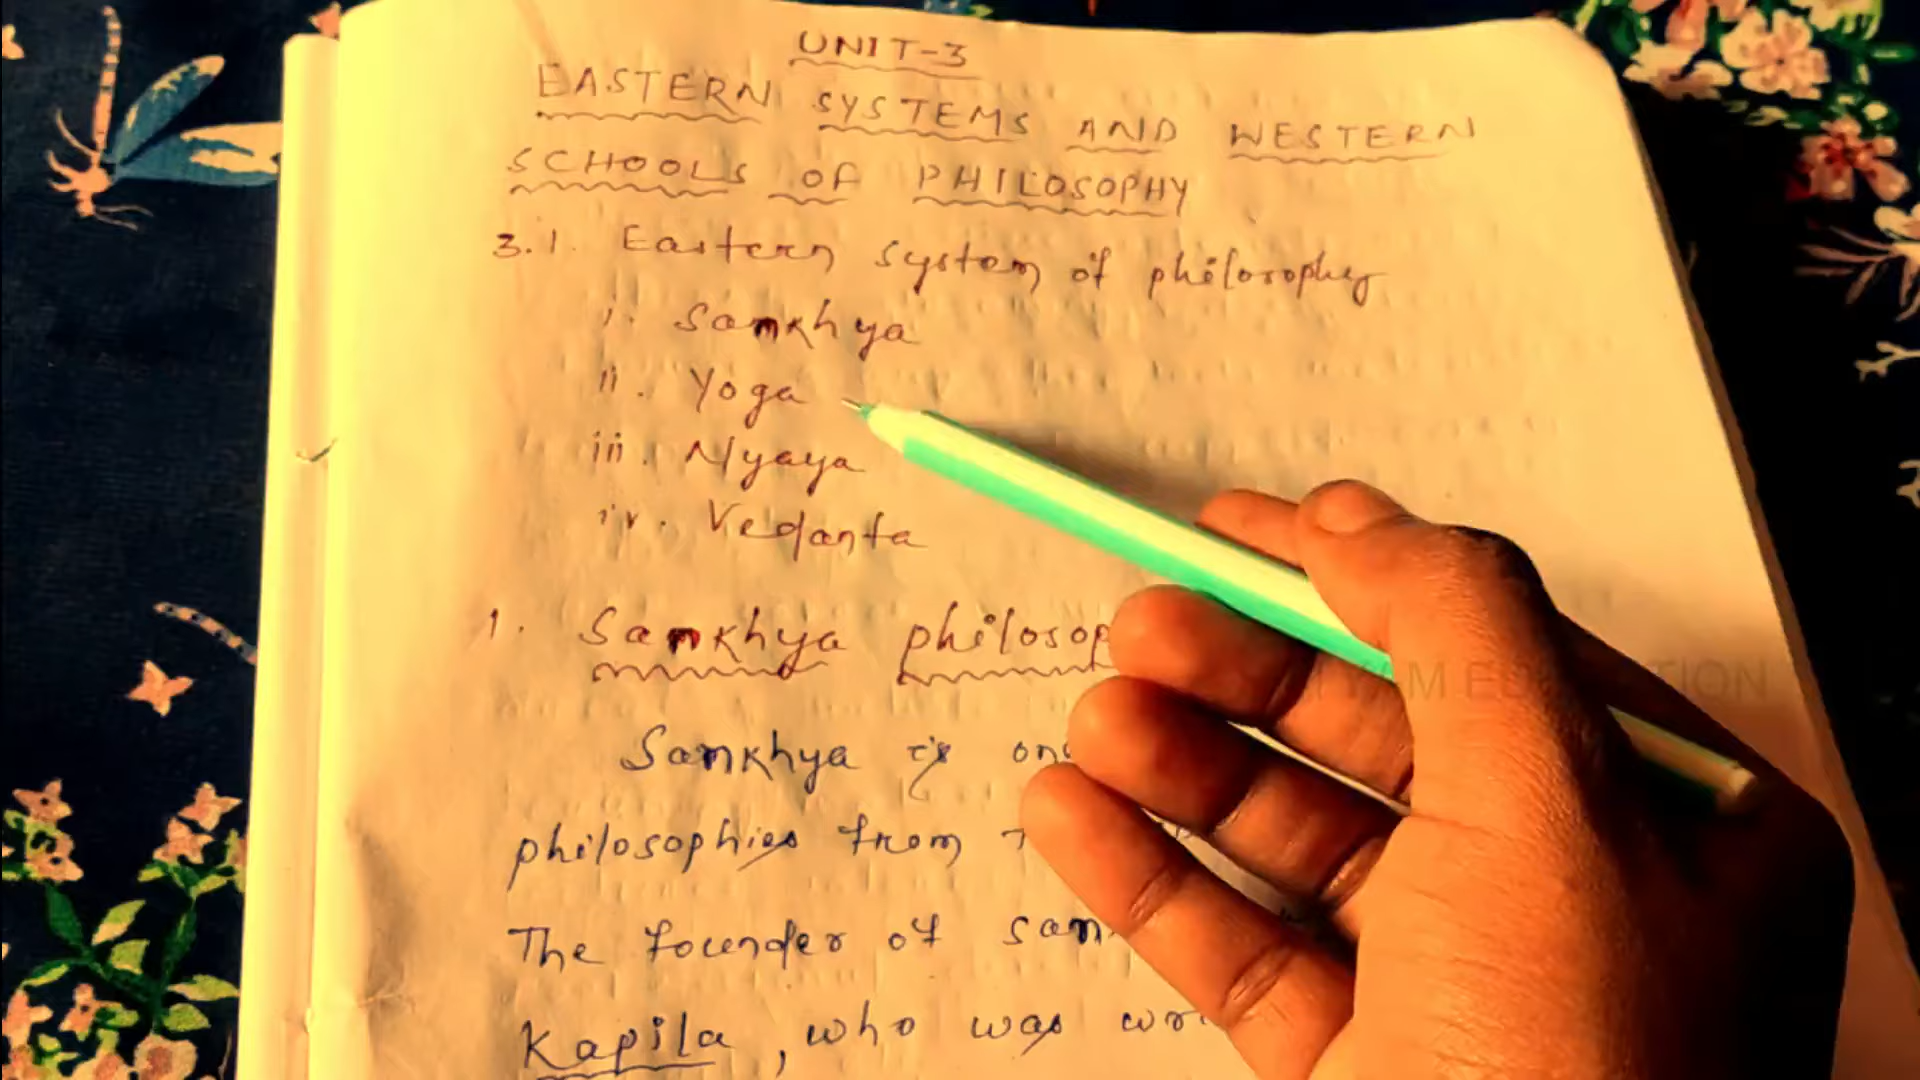 UNIT-3
EASTERN SYSTEMS AND WESTERN
SCHOOLS OF PHILOSOPHY
3.1. Eastern system of philosophy
i. Samkhya
ii. Yoga
iii. Nyaya
iv. Vedanta
1. Samkhya philosop
Samkhya is on
philosophies from
The founder of sam
Kapila, who was wr